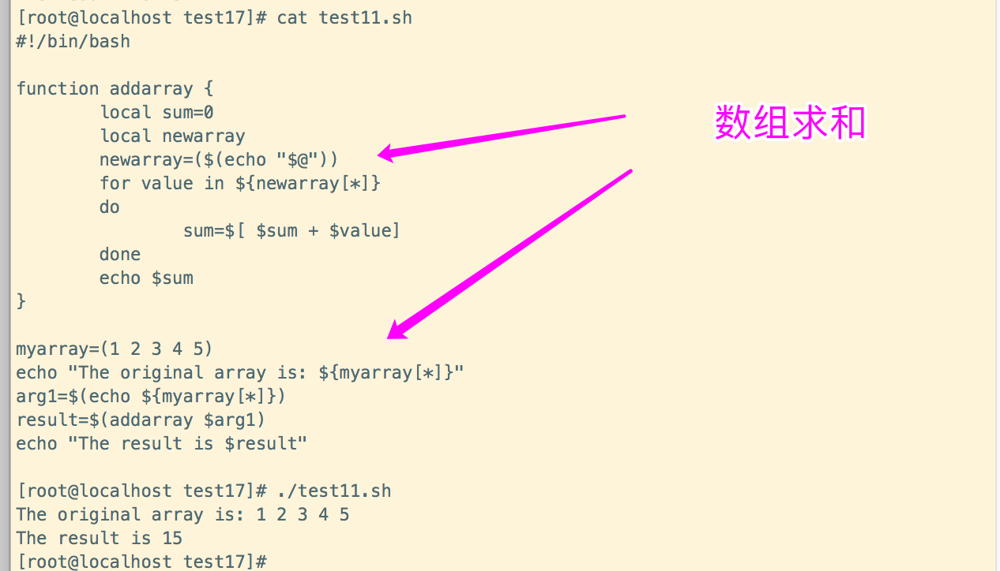 [root@localhost test17]# cat test11.sh
#!/bin/bash
function addarray {
local sum=0
local newarray
newarray=($(echo "$@"))
for value in ${newarray[*]}
do
sum=$[ $sum + $value]
done
echo $sum
}
数组求和
myarray=(1 2 3 4 5)
echo "The original array is: ${myarray[*]}"
arg1=$(echo ${myarray[*]})
result=$(addarray $arg1)
echo "The result is $result"
[root@localhost test17]# ./test11.sh
The original array is: 1 2 3 4 5
The result is 15
[root@localhost test17]#